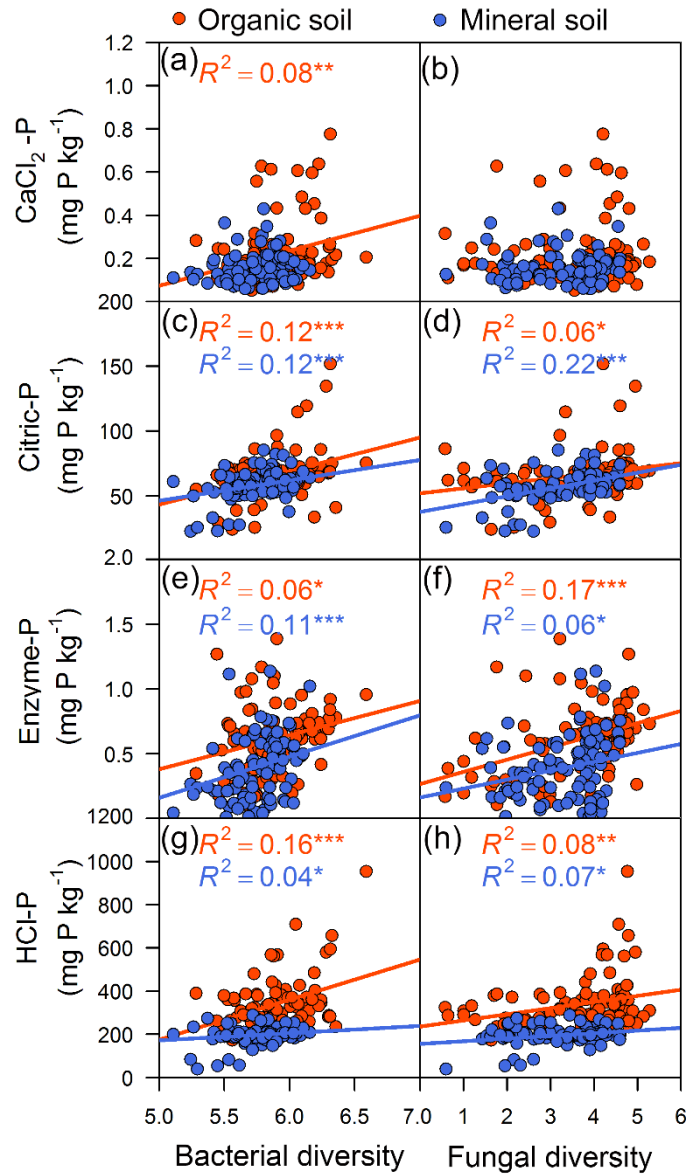 Organic soil Mineral soil
1.2 (a) R² = 0.08** (b)
1.0
0.8
0.6
0.4
0.2
CaCl₂-P
(mg P kg⁻¹)
200 (c) R² = 0.12*** (d) R² = 0.06*
R² = 0.12*** R² = 0.22***
150
100
50
Citric-P
(mg P kg⁻¹)
2.0 (e) R² = 0.06* (f) R² = 0.17***
R² = 0.11*** R² = 0.06*
1.5
1.0
0.5
Enzyme-P
(mg P kg⁻¹)
1200 (g) R² = 0.16*** (h) R² = 0.08**
R² = 0.04* R² = 0.07*
1000
800
600
400
200
0
HCl-P
(mg P kg⁻¹)
5.0 5.5 6.0 6.5 7.0 1 2 3 4 5 6
Bacterial diversity Fungal diversity